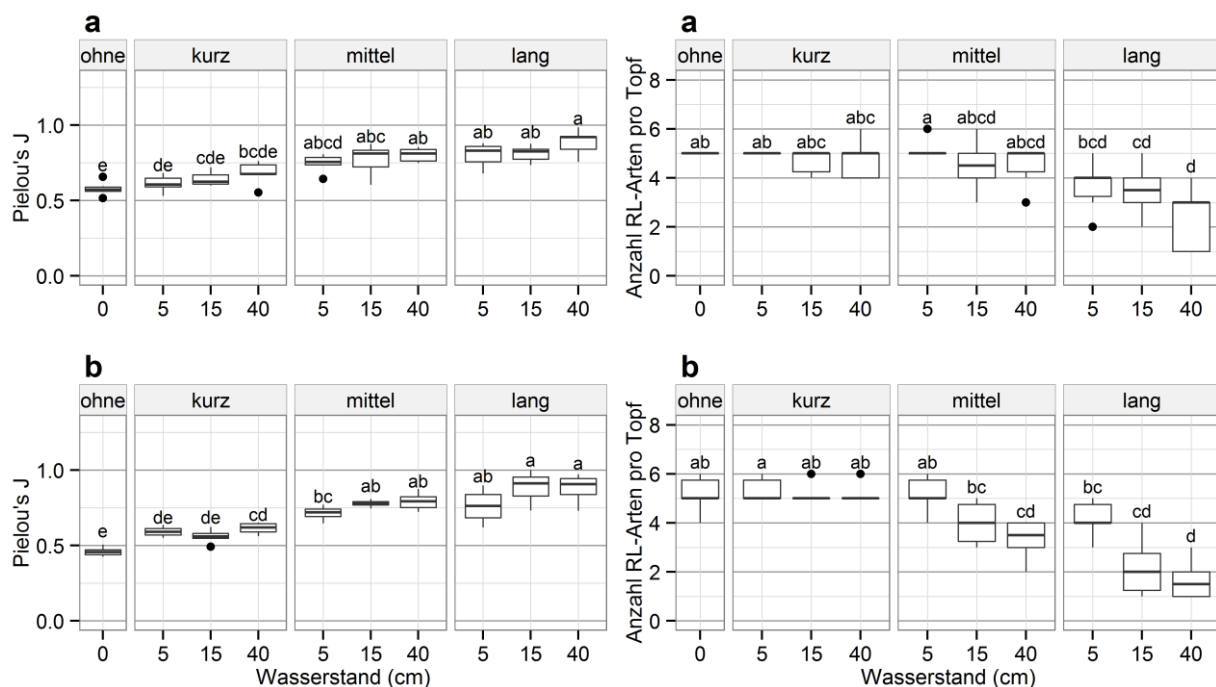 a
ohne kurz mittel lang
Pielou's J
1.0
0.5
0.0
e de cde bcde abcd abc ab ab ab a
0 5 15 40 5 15 40 5 15 40
a
ohne kurz mittel lang
Anzahl RL-Arten pro Topf
8
6
4
2
0
ab ab abc abc a abcd abcd bcd cd d
0 5 15 40 5 15 40 5 15 40
b
ohne kurz mittel lang
Pielou's J
1.0
0.5
0.0
e de de cd bc ab ab ab a a
0 5 15 40 5 15 40 5 15 40
Wasserstand (cm)
b
ohne kurz mittel lang
Anzahl RL-Arten pro Topf
8
6
4
2
0
ab a ab ab ab bc cd bc cd d
0 5 15 40 5 15 40 5 15 40
Wasserstand (cm)